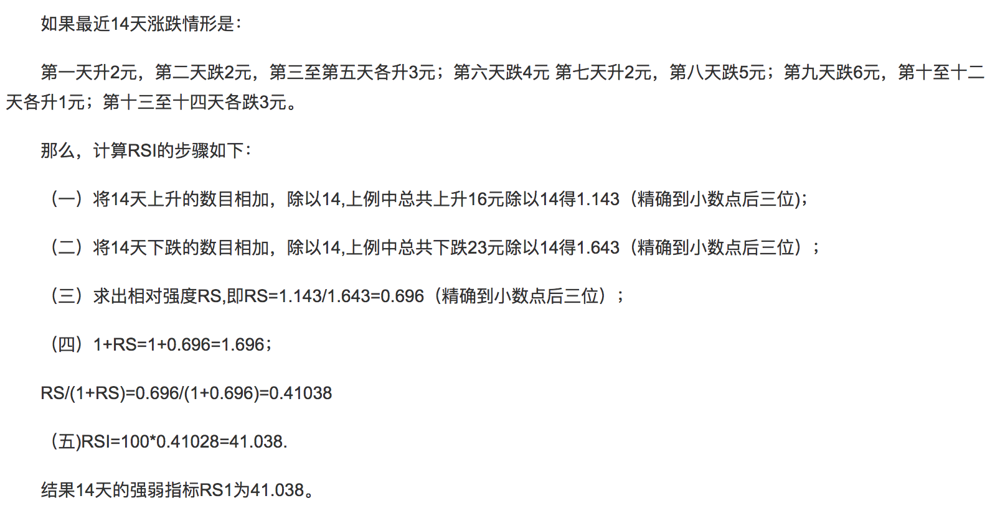 如果最近14天涨跌情形是：
第一天升2元，第二天跌2元，第三至第五天各升3元；第六天跌4元 第七天升2元，第八天跌5元；第九天跌6元，第十至十二
天各升1元；第十三至十四天各跌3元。
那么，计算RSI的步骤如下：
（一）将14天上升的数目相加，除以14,上例中总共上升16元除以14得1.143（精确到小数点后三位)；
（二）将14天下跌的数目相加，除以14,上例中总共下跌23元除以14得1.643（精确到小数点后三位）；
（三）求出相对强度RS,即RS=1.143/1.643=0.696（精确到小数点后三位）；
（四）1+RS=1+0.696=1.696；
RS/(1+RS)=0.696/(1+0.696)=0.41038
（五)RSI=100*0.41028=41.038.
结果14天的强弱指标RS1为41.038。